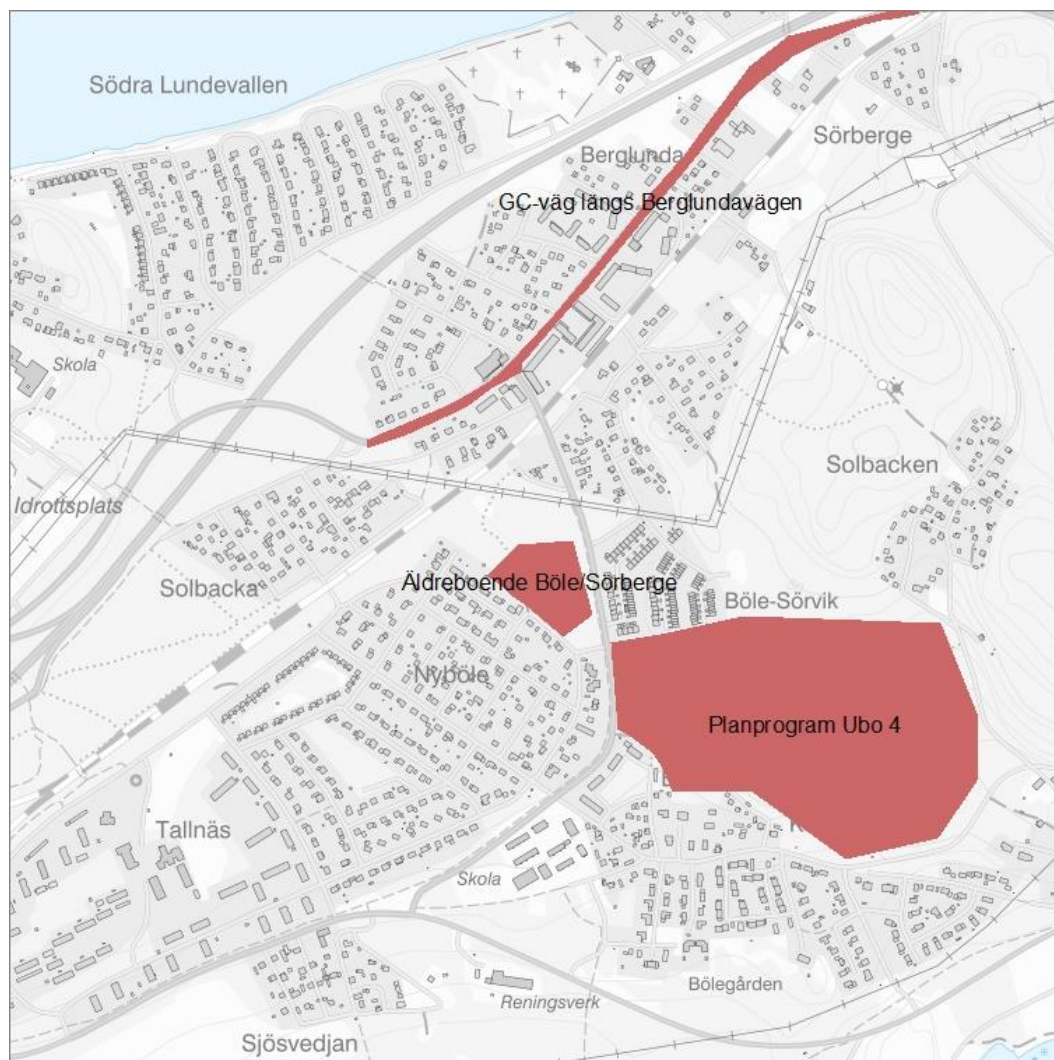 Södra Lundevallen
Sörberge
Berglunda
GC-väg längs Berglundavägen
Skola
Solbacken
Idrottsplats
Solbacka
Äldreboende Böle/Sörberge
Böle-Sörvik
Nyböle
Planprogram Ubo 4
Tallnäs
Skola
Bölegården
Reningsverk
Sjösvedjan